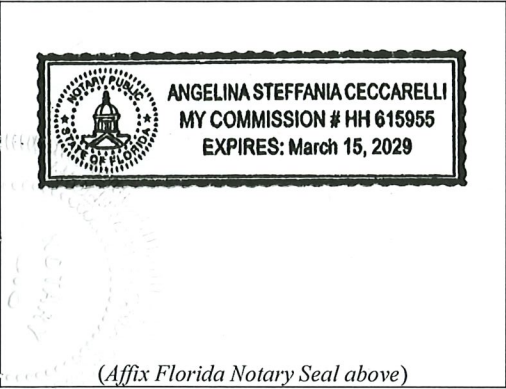 NOTARY PUBLIC
STATE OF FLORIDA
ANGELINA STEFFANIA CECCARELLI
MY COMMISSION # HH 615955
EXPIRES: March 15, 2029
NOTARY
(Affix Florida Notary Seal above)